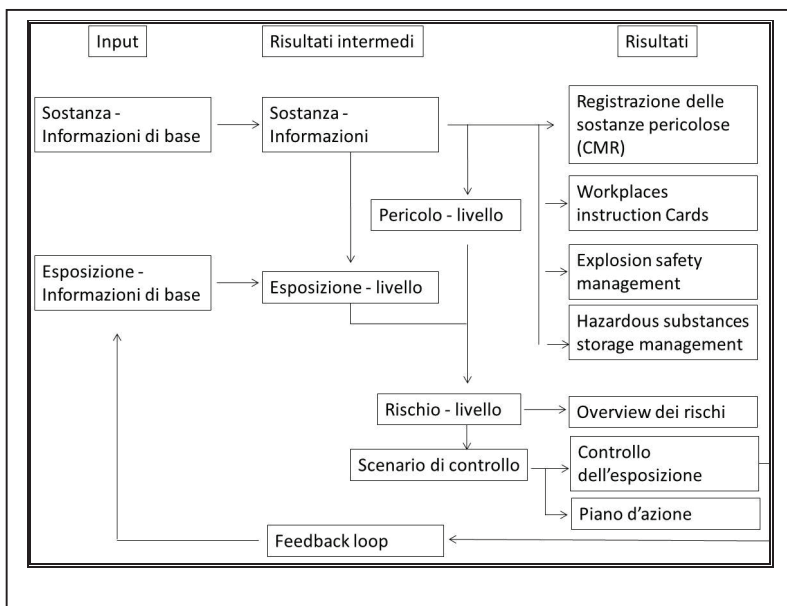 Input
Risultati intermedi
Risultati
Sostanza -
Informazioni di base
Sostanza -
Informazioni
Registrazione delle
sostanze pericolose
(CMR)
Pericolo - livello
Workplaces
instruction Cards
Esposizione -
Informazioni di base
Esposizione - livello
Explosion safety
management
Hazardous substances
storage management
Rischio - livello
Overview dei rischi
Scenario di controllo
Controllo
dell'esposizione
Piano d'azione
Feedback loop